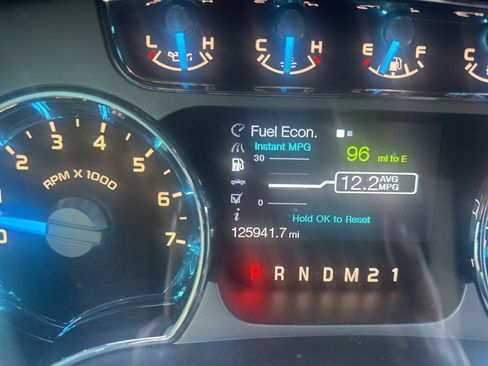 L H
C H
E F
C
Fuel Econ.
Instant MPG
30
96 mi to E
12.2 AVG MPG
0
Hold OK to Reset
i
125941.7 mi
P R N D M 2 1
0 2 3 4 5 6 7
RPM X 1000